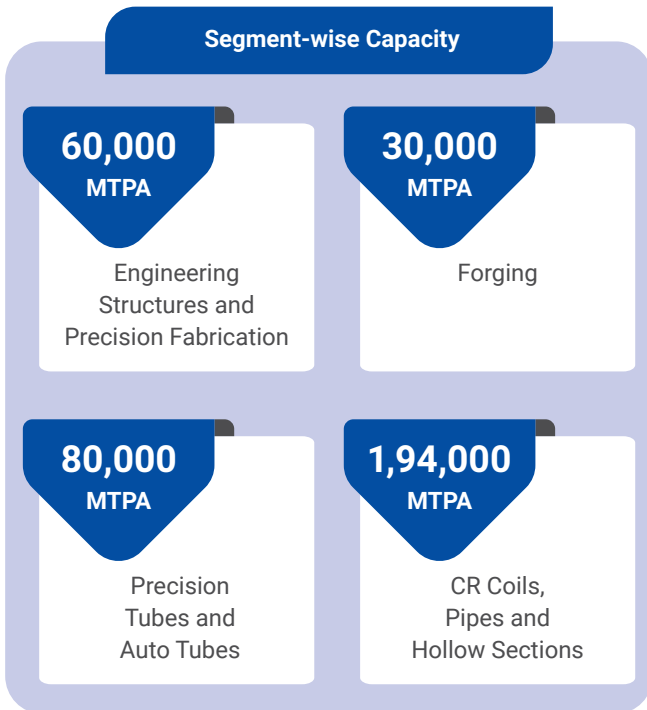 Segment-wise Capacity
60,000
MTPA
Engineering
Structures and
Precision Fabrication
30,000
MTPA
Forging
80,000
MTPA
Precision
Tubes and
Auto Tubes
1,94,000
MTPA
CR Coils,
Pipes and
Hollow Sections